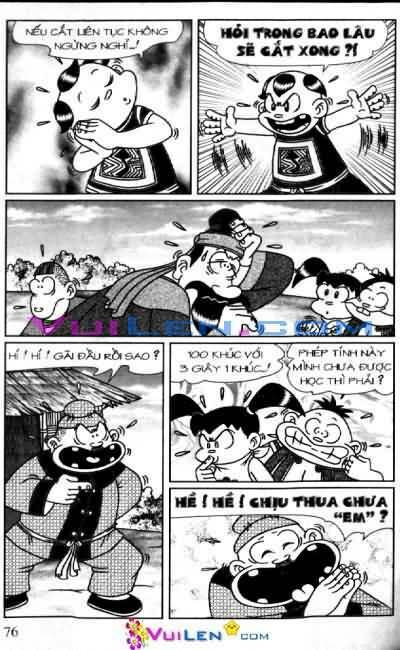 NẾU CẮT LIÊN TỤC KHÔNG
NGỪNG NGHỈ...!
HỎI TRONG BAO LÂU
SẼ CẮT XONG ?!
VUILEN.COM
HÍ ! HÍ ! GÃI ĐẦU RỒI SAO ?
100 KHÚC VỚI
3 GIÂY 1 KHÚC...!
PHÉP TÍNH NÀY
MÌNH CHƯA ĐƯỢC
HỌC THÌ PHẢI ?
HỀ ! HỀ ! CHỊU THUA CHƯA
"EM" ?
76
VUILEN.COM